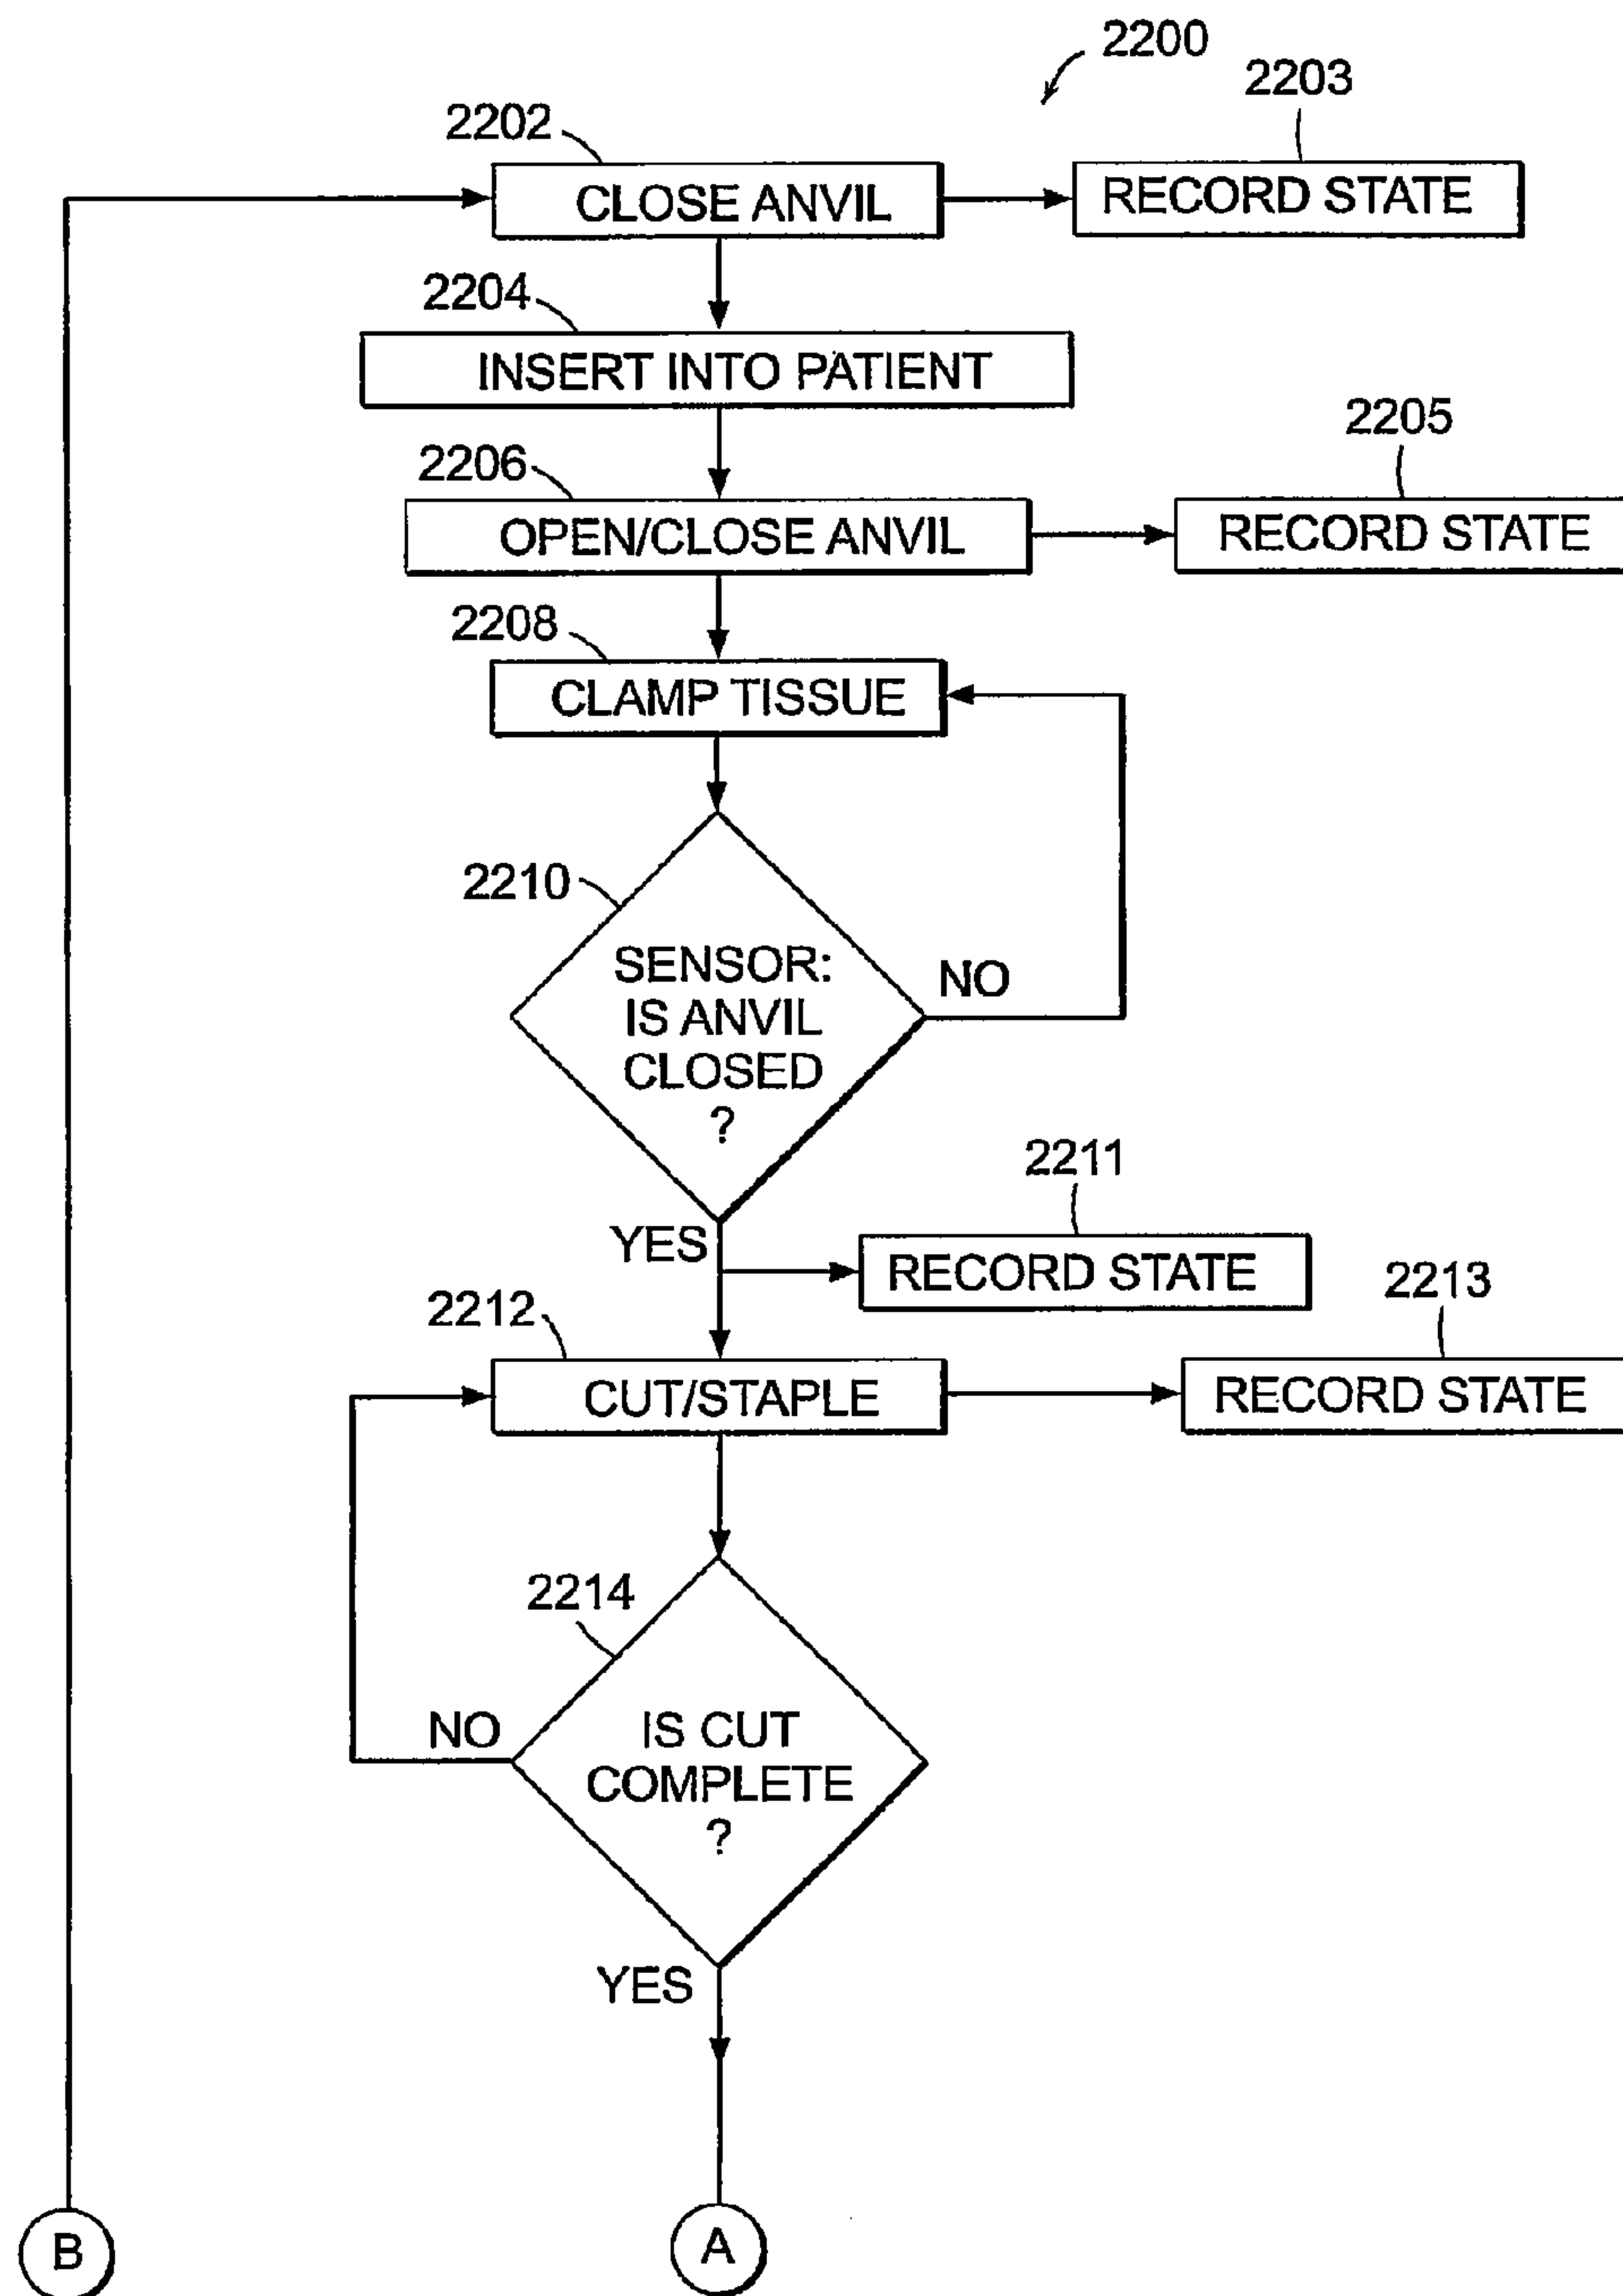 2200
2203
2202
CLOSE ANVIL
RECORD STATE
2204
INSERT INTO PATIENT
2205
2206
OPEN/CLOSE ANVIL
RECORD STATE
2208
CLAMP TISSUE
2210
SENSOR:
IS ANVIL
CLOSED
?
NO
2211
YES
RECORD STATE
2213
2212
CUT/STAPLE
RECORD STATE
2214
NO
IS CUT
COMPLETE
?
YES
B
A